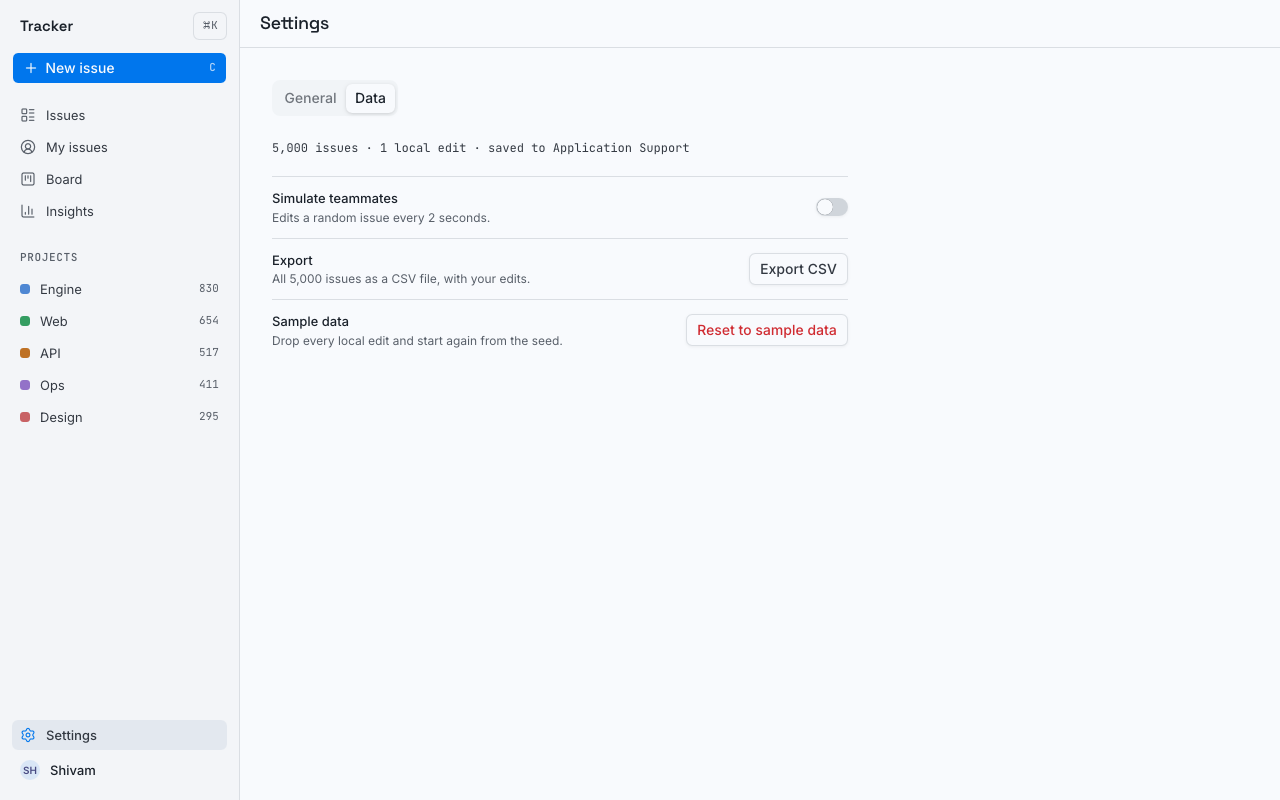 Tracker
⌘K
New issue
C
Issues
My issues
Board
Insights
PROJECTS
Engine 830
Web 654
API 517
Ops 411
Design 295
Settings
SH Shivam
Settings
General Data
5,000 issues · 1 local edit · saved to Application Support
Simulate teammates
Edits a random issue every 2 seconds.
Export
All 5,000 issues as a CSV file, with your edits.
Export CSV
Sample data
Drop every local edit and start again from the seed.
Reset to sample data